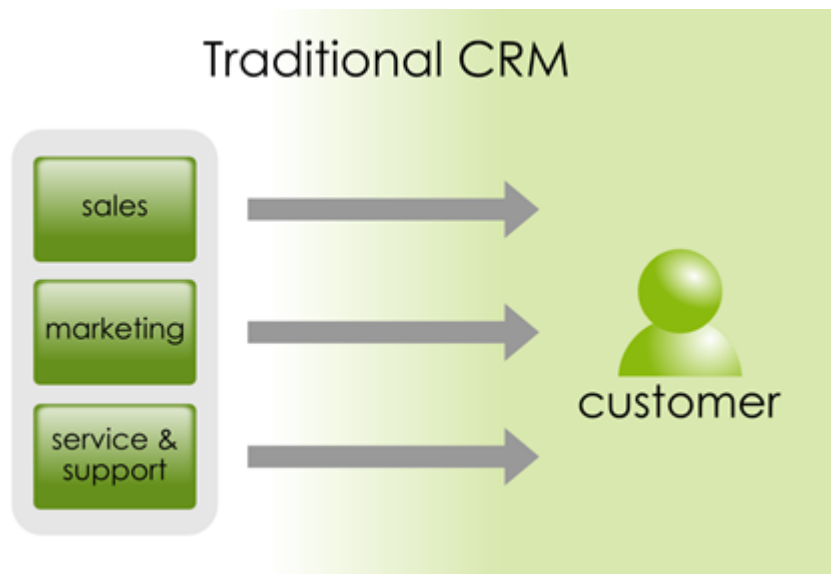 Traditional CRM
sales
marketing
service &
support
customer